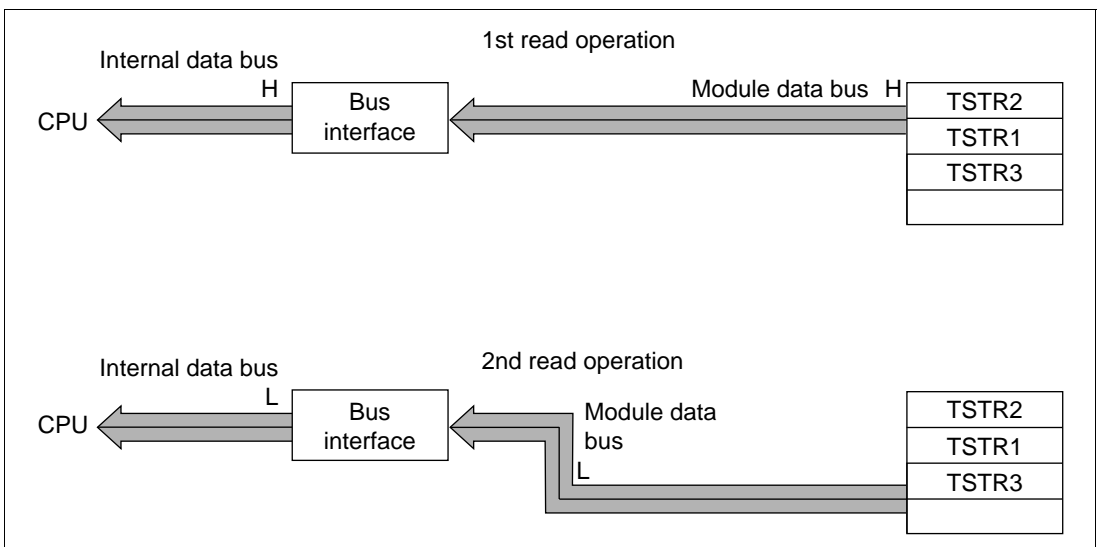 1st read operation
Internal data bus
H
Module data bus H
CPU
Bus
interface
TSTR2
TSTR1
TSTR3
2nd read operation
Internal data bus
L
Module data
bus
L
CPU
Bus
interface
TSTR2
TSTR1
TSTR3